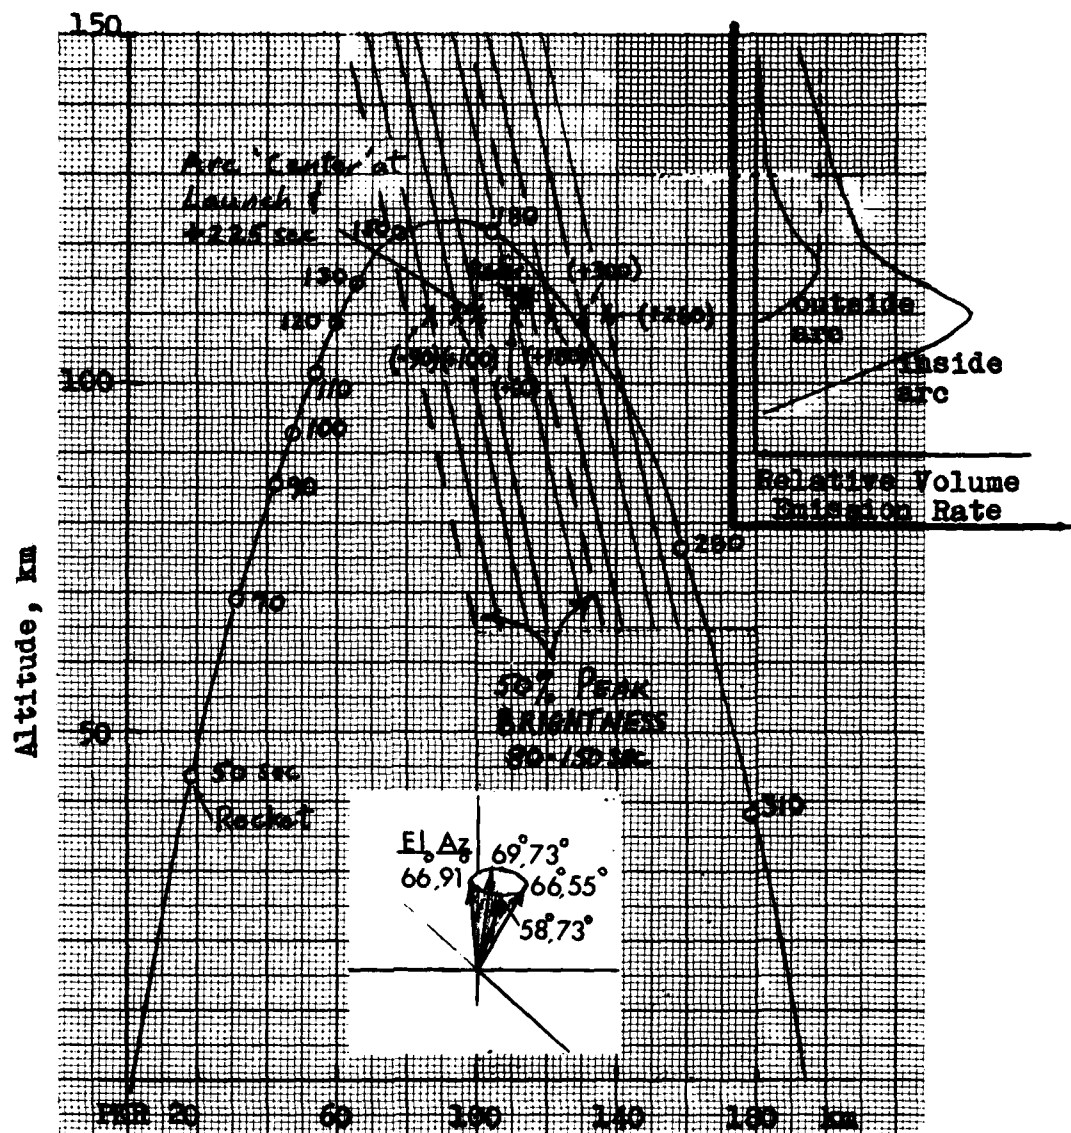 150
Arc 'Center' at
Launch &
+225 sec
180
130
120
(+300)
(+260)
(-90)
(+100)
outside
arc
inside
arc
100
110
100
90
Relative Volume
Emission Rate
280
70
Altitude, km
50% PEAK
BRIGHTNESS
80-150 sec
50
50 sec
Rocket
310
El, Az
66,91°
69°,73°
66°,55°
58°,73°
20
60
100
140
180
km